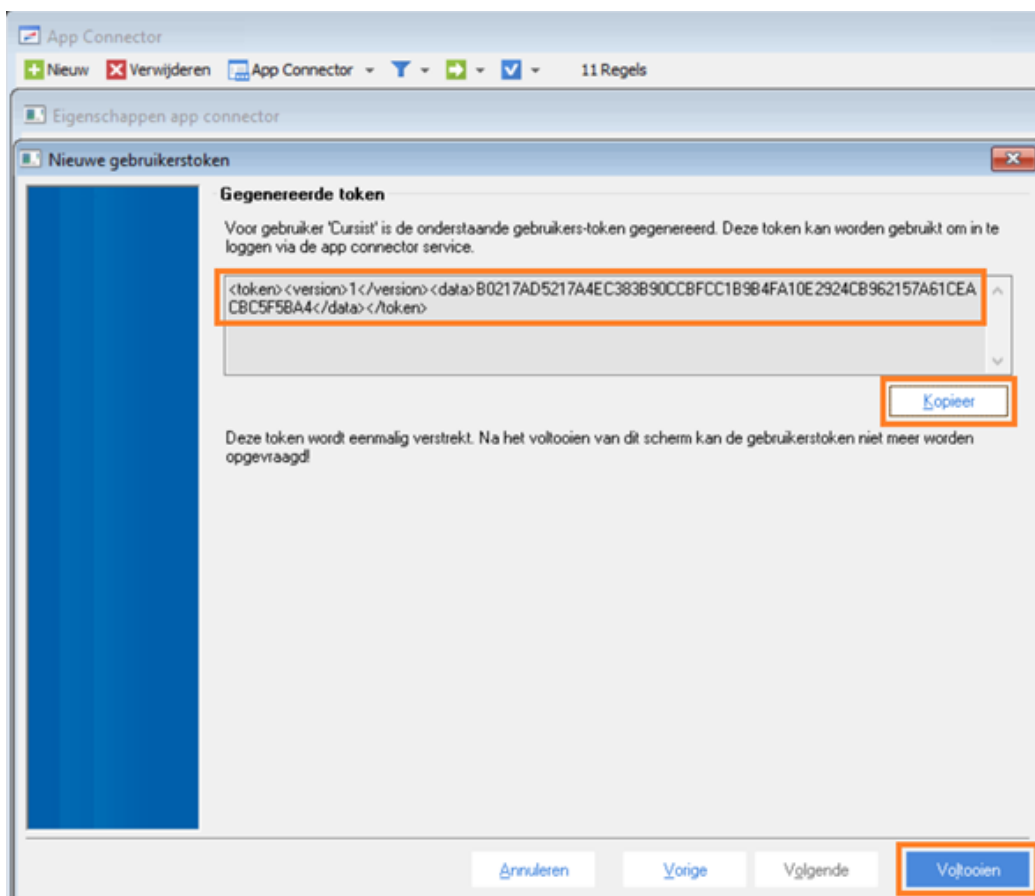 App Connector
Nieuw Verwijderen App Connector 11 Regels
Eigenschappen app connector
Nieuwe gebruikerstoken
Gegenereerde token
Voor gebruiker 'Cursist' is de onderstaande gebruikers-token gegenereerd. Deze token kan worden gebruikt om in te
loggen via de app connector service.
<token><version>1</version><data>B0217AD5217A4EC383B90CCBFCC1B9B4FA10E2924CB962157A61CEA
CBC5F5BA4</data></token>
Kopieer
Deze token wordt eenmalig verstrekt. Na het voltooien van dit scherm kan de gebruikerstoken niet meer worden
opgevraagd!
Annuleren Vorige Volgende Voltooien